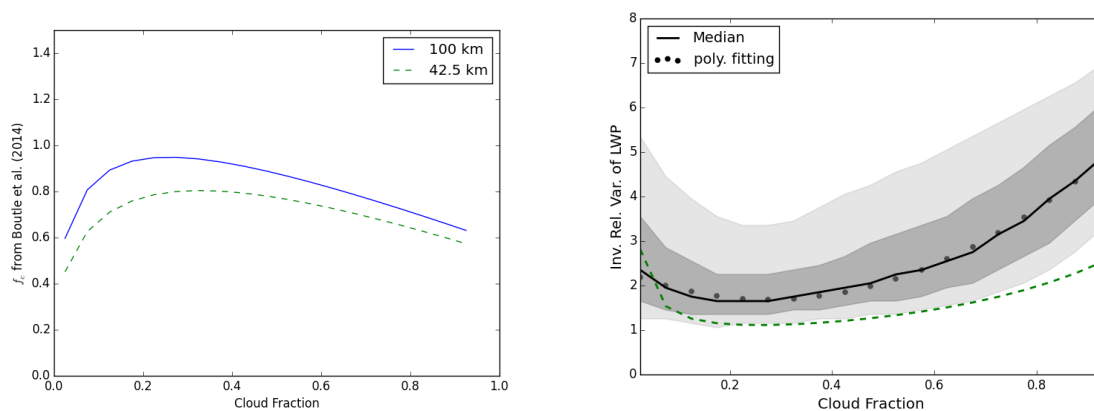 1.4
1.2
1.0
0.8
0.6
0.4
0.2
0.0
f_c from Boutle et al. (2014)
100 km
42.5 km
0.0 0.2 0.4 0.6 0.8 1.0
Cloud Fraction
8
7
6
5
4
3
2
1
0
Inv. Rel. Var. of LWP
Median
poly. fitting
0.2 0.4 0.6 0.8
Cloud Fraction